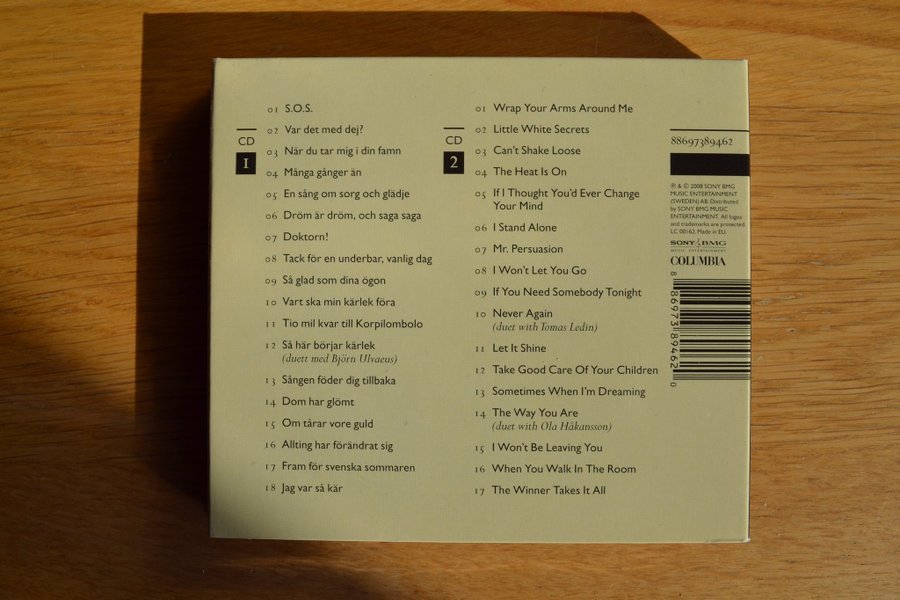 CD
1
01 S.O.S.
02 Var det med dej?
03 När du tar mig i din famn
04 Många gånger än
05 En sång om sorg och glädje
06 Dröm är dröm, och saga saga
07 Doktorn!
08 Tack för en underbar, vanlig dag
09 Så glad som dina ögon
10 Vart ska min kärlek föra
11 Tio mil kvar till Korpilombolo
12 Så här börjar kärlek
(duett med Björn Ulvaeus)
13 Sången föder dig tillbaka
14 Dom har glömt
15 Om tårar vore guld
16 Allting har förändrat sig
17 Fram för svenska sommaren
18 Jag var så kär
CD
2
01 Wrap Your Arms Around Me
02 Little White Secrets
03 Can't Shake Loose
04 The Heat Is On
05 If I Thought You'd Ever Change
Your Mind
06 I Stand Alone
07 Mr. Persuasion
08 I Won't Let You Go
09 If You Need Somebody Tonight
10 Never Again
(duet with Tomas Ledin)
11 Let It Shine
12 Take Good Care Of Your Children
13 Sometimes When I'm Dreaming
14 The Way You Are
(duet with Ola Håkansson)
15 I Won't Be Leaving You
16 When You Walk In The Room
17 The Winner Takes It All
88697389462
℗ & © 2008 SONY BMG
MUSIC ENTERTAINMENT
(SWEDEN) AB. Distributed
by SONY BMG MUSIC
ENTERTAINMENT. All logos
and trademarks are protected.
LC 00162. Made in EU.
SONY BMG
MUSIC ENTERTAINMENT
COLUMBIA
8 86973 89462 0